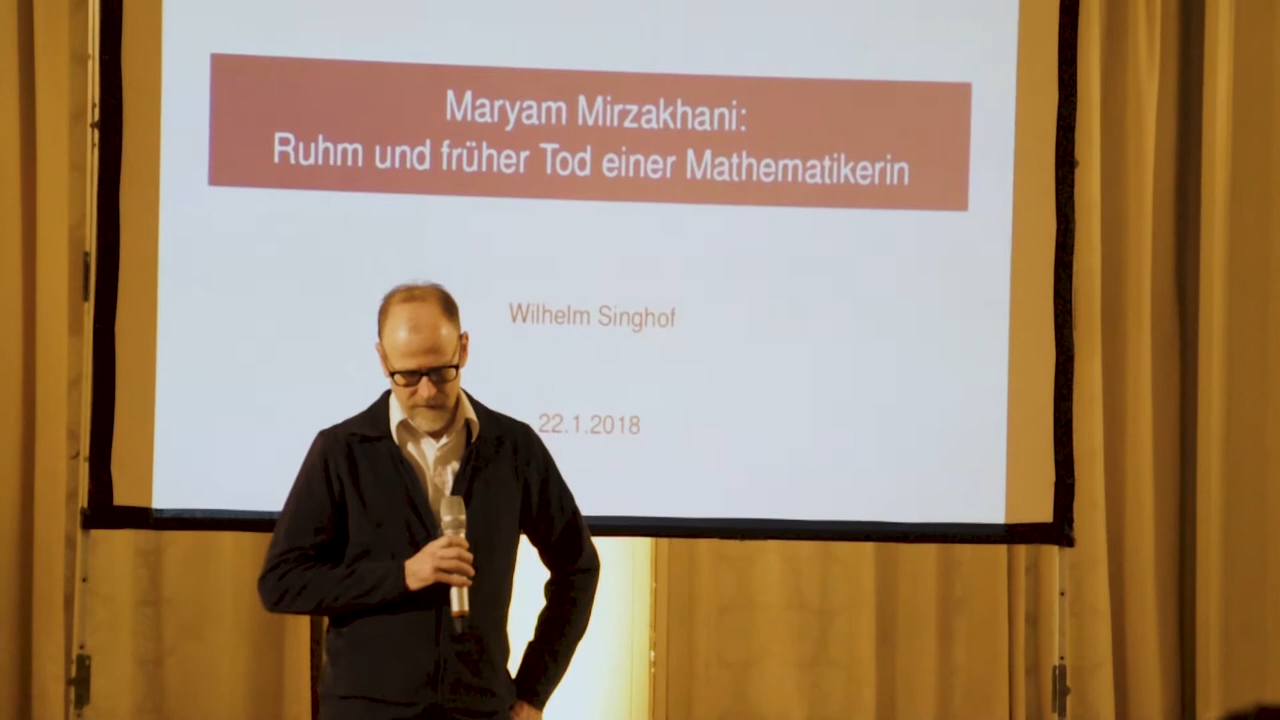 Maryam Mirzakhani:
Ruhm und früher Tod einer Mathematikerin
Wilhelm Singhof
22.1.2018